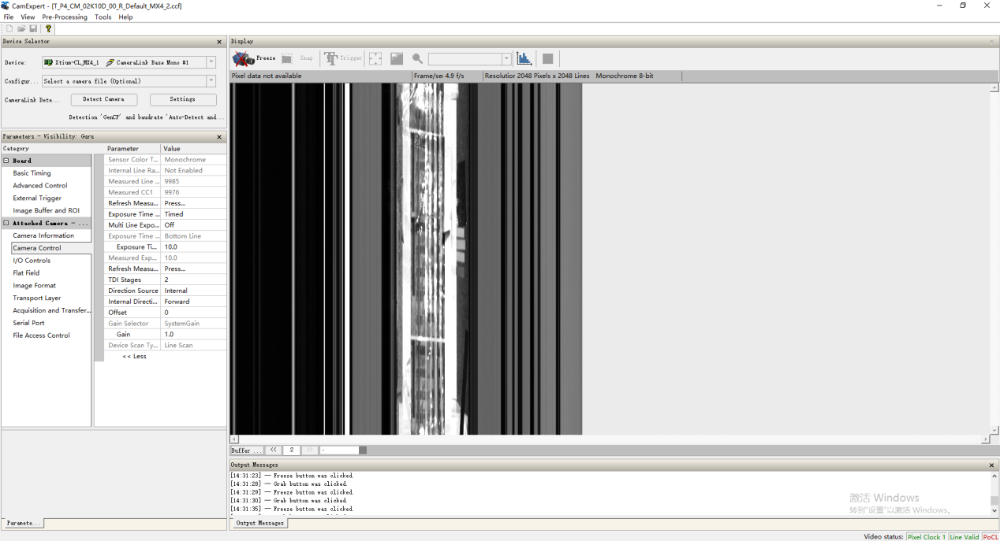 CamExpert - [T_P4_CM_02K10D_00_R_Default_MX4_2.ccf]
File View Pre-Processing Tools Help
Device Selector
Device: Xtium-CL_MX4_1 CameraLink Base Mono #1
Configur... Select a camera file (Optional)
CameraLink Dete... Detect Camera Settings
Detection 'GenCP' and baudrate 'Auto-Detect and...
Parameters - Visibility: Guru
Category
Board
Basic Timing
Advanced Control
External Trigger
Image Buffer and ROI
Attached Camera - ...
Camera Information
Camera Control
I/O Controls
Flat Field
Image Format
Transport Layer
Acquisition and Transfer...
Serial Port
File Access Control
Parameter Value
Sensor Color T... Monochrome
Internal Line Ra... Not Enabled
Measured Line ... 9985
Measured CC1 9976
Refresh Measu... Press...
Exposure Time ... Timed
Multi Line Expo... Off
Exposure Time ... Bottom Line
Exposure Ti... 10.0
Measured Exp... 10.0
Refresh Measu... Press...
TDI Stages 2
Direction Source Internal
Internal Directi... Forward
Offset 0
Gain Selector SystemGain
Gain 1.0
Device Scan Ty... Line Scan
<< Less
Paramete...
Display
Freeze Snap Trigger
Pixel data not available Frame/sec 4.9 f/s Resolution 2048 Pixels x 2048 Lines Monochrome 8-bit
Buffer ... << 2 >>
Output Messages
[14:31:23] — Freeze button was clicked.
[14:31:28] — Grab button was clicked.
[14:31:29] — Freeze button was clicked.
[14:31:30] — Grab button was clicked.
[14:31:35] — Freeze button was clicked.
激活 Windows
转到"设置"以激活 Windows。
Output Messages
Video status: Pixel Clock 1 Line Valid PoCL